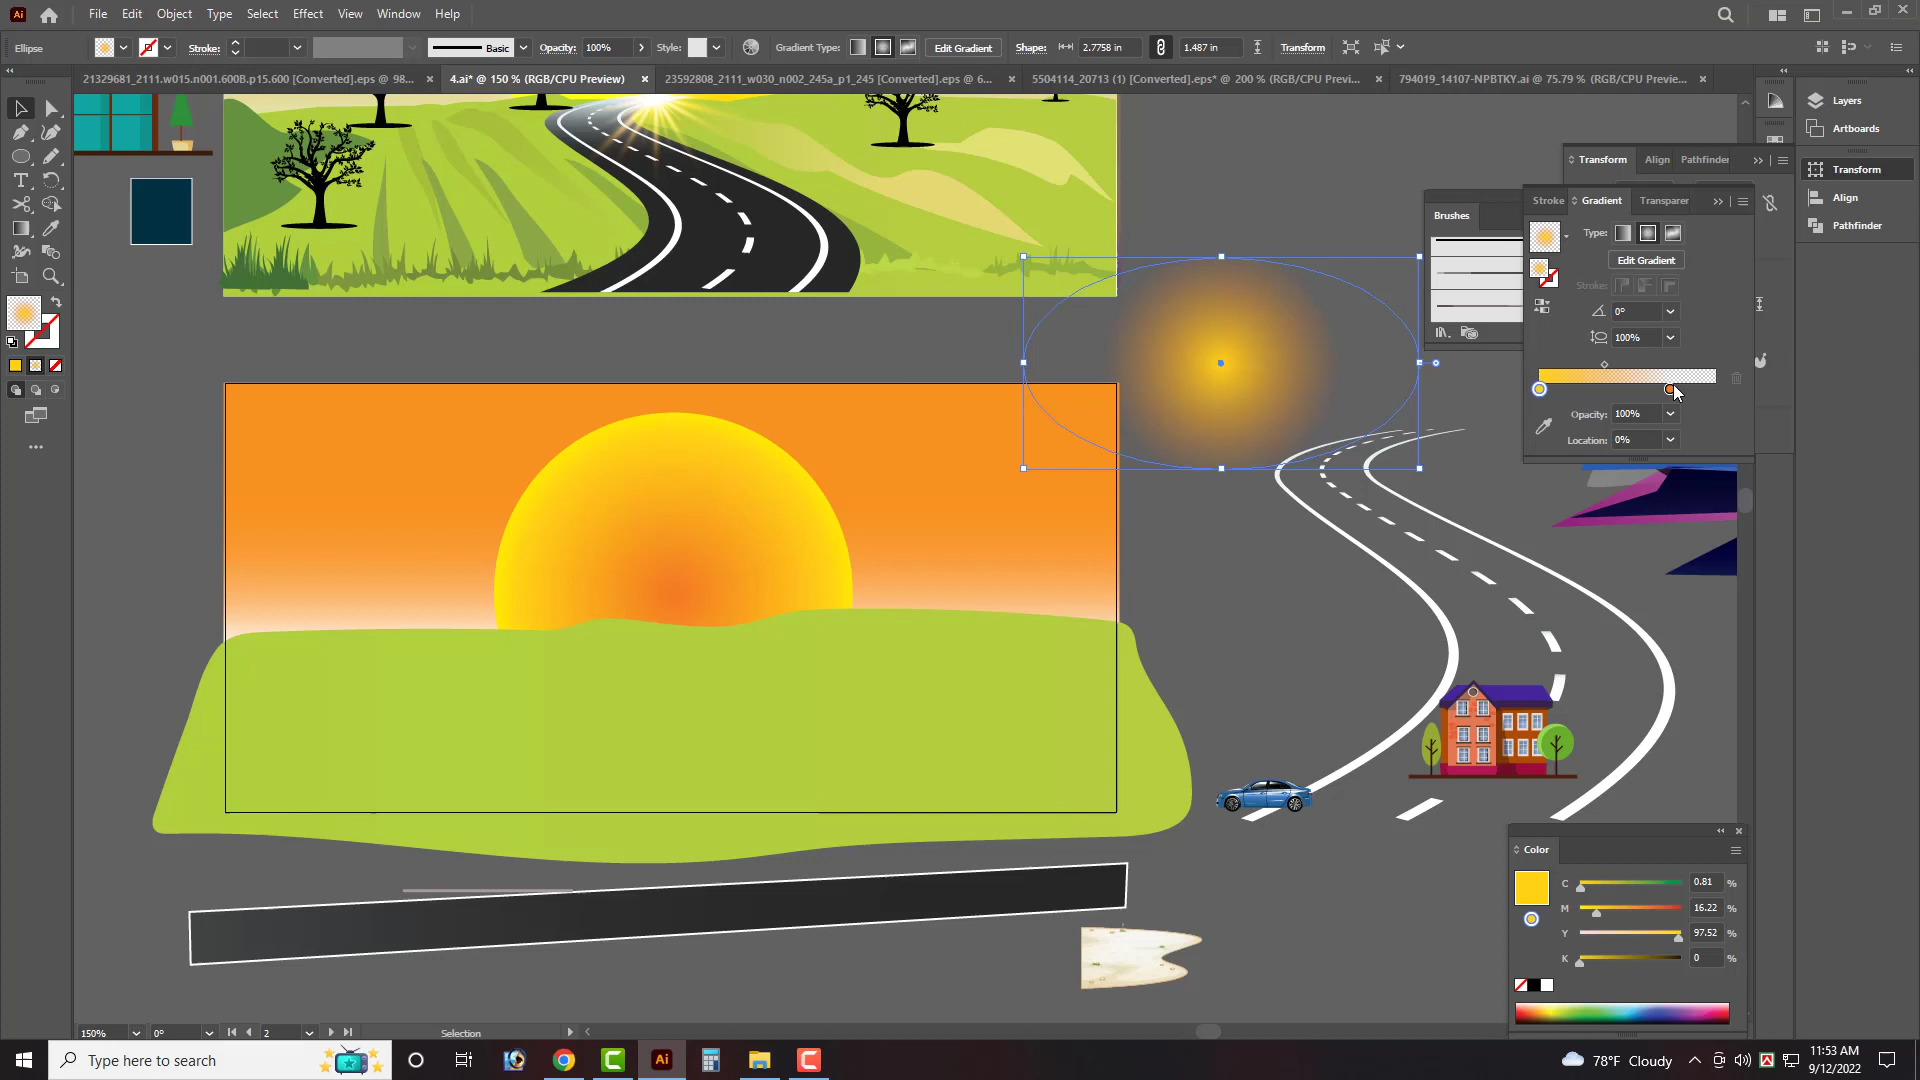 Ai File Edit Object Type Select Effect View Window Help
Ellipse Stroke: Basic Opacity: 100% Style: Gradient Type: Edit Gradient Shape: 2.7758 in 1.487 in Transform
21329681_2111.w015.n001.600B.p15.600 [Converted].eps @ 98... × 4.ai* @ 150 % (RGB/CPU Preview) × 23592808_2111_w030_n002_245a_p1_245 [Converted].eps @ 6... × 5504114_20713 (1) [Converted].eps* @ 200 % (RGB/CPU Previe... × 794019_14107-NPBTKY.ai @ 75.79 % (RGB/CPU Previe... ×
Layers
Artboards
Transform Align Pathfinder
Transform
Align
Pathfinder
Stroke Gradient Transparer
Brushes
Type:
Edit Gradient
Stroke:
0°
100%
Opacity: 100%
Location: 0%
Color
C 0.81 %
M 16.22 %
Y 97.52 %
K 0 %
150% 0° 2 Selection
Type here to search
Ai
78°F Cloudy
11:53 AM
9/12/2022